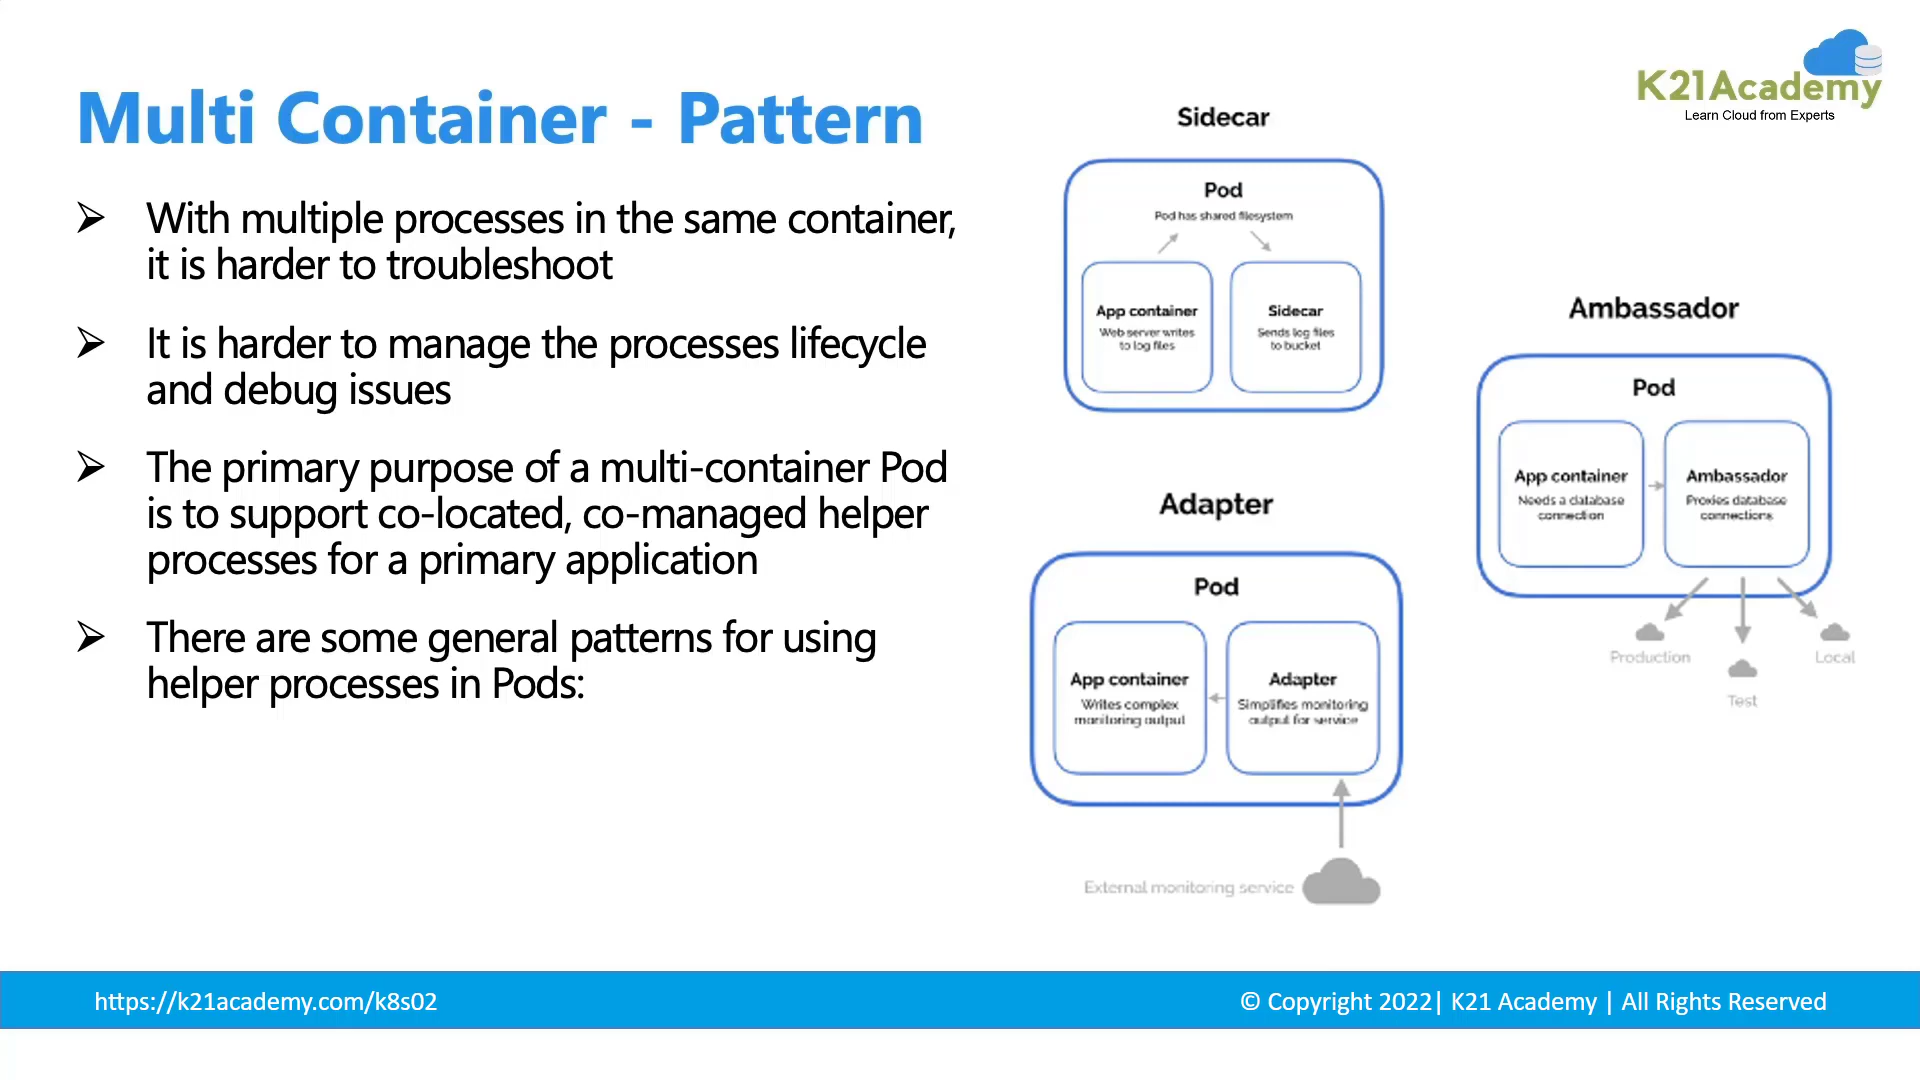 K21Academy
Learn Cloud from Experts
Multi Container - Pattern
With multiple processes in the same container,
it is harder to troubleshoot
It is harder to manage the processes lifecycle
and debug issues
The primary purpose of a multi-container Pod
is to support co-located, co-managed helper
processes for a primary application
There are some general patterns for using
helper processes in Pods:
Sidecar
Pod
Pod has shared filesystem
App container
Web server writes
to log files
Sidecar
Sends log files
to bucket
Ambassador
Pod
App container
Needs a database
connection
Ambassador
Proxies database
connections
Production
Test
Local
Adapter
Pod
App container
Writes complex
monitoring output
Adapter
Simplifies monitoring
output for service
External monitoring service
https://k21academy.com/k8s02
© Copyright 2022| K21 Academy | All Rights Reserved